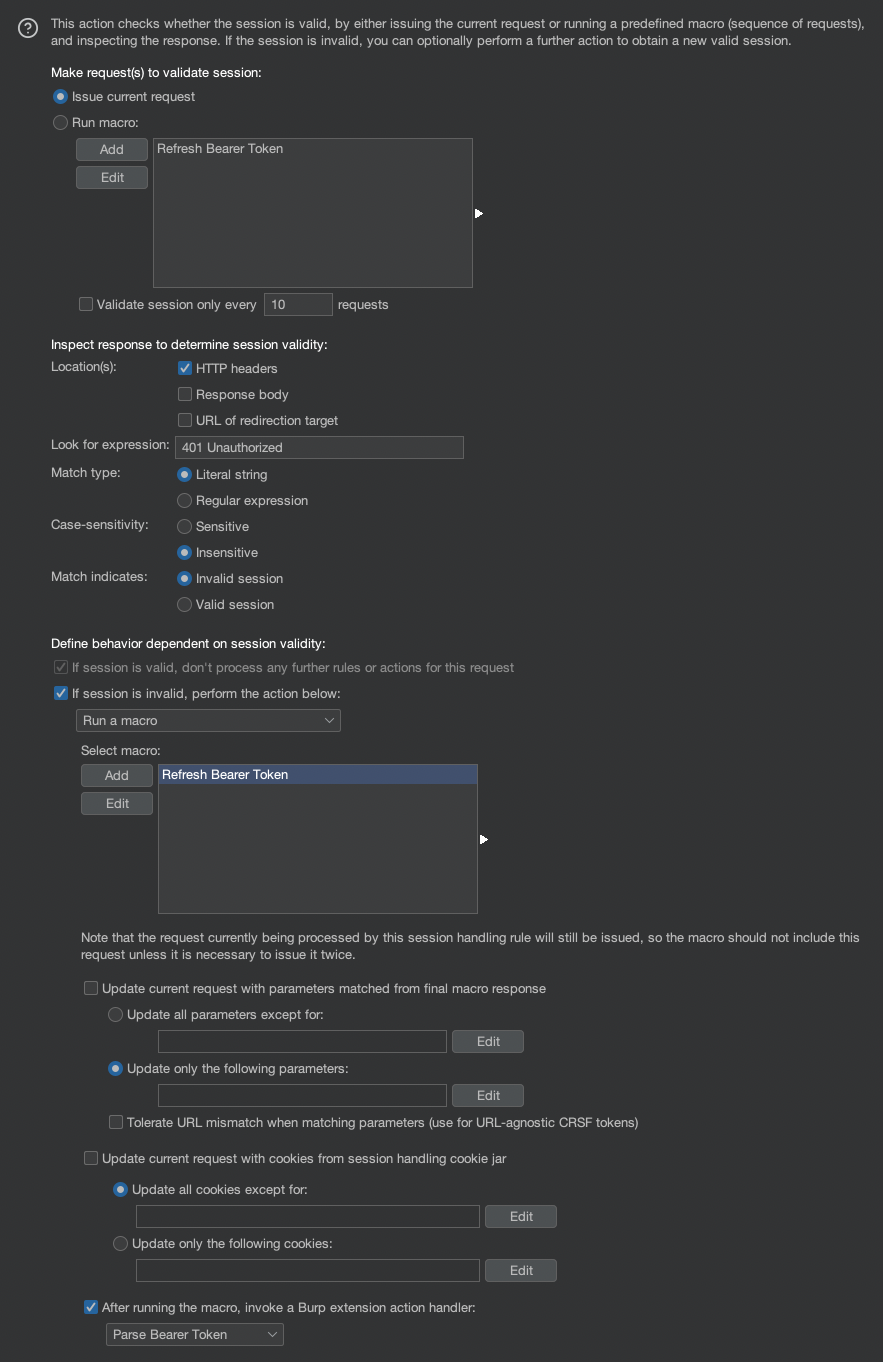 This action checks whether the session is valid, by either issuing the current request or running a predefined macro (sequence of requests),
and inspecting the response. If the session is invalid, you can optionally perform a further action to obtain a new valid session.
Make request(s) to validate session:
Issue current request
Run macro:
Add
Refresh Bearer Token
Edit
Validate session only every 10 requests
Inspect response to determine session validity:
Location(s):
HTTP headers
Response body
URL of redirection target
Look for expression: 401 Unauthorized
Match type:
Literal string
Regular expression
Case-sensitivity:
Sensitive
Insensitive
Match indicates:
Invalid session
Valid session
Define behavior dependent on session validity:
If session is valid, don't process any further rules or actions for this request
If session is invalid, perform the action below:
Run a macro
Select macro:
Add
Refresh Bearer Token
Edit
Note that the request currently being processed by this session handling rule will still be issued, so the macro should not include this
request unless it is necessary to issue it twice.
Update current request with parameters matched from final macro response
Update all parameters except for:
Edit
Update only the following parameters:
Edit
Tolerate URL mismatch when matching parameters (use for URL-agnostic CRSF tokens)
Update current request with cookies from session handling cookie jar
Update all cookies except for:
Edit
Update only the following cookies:
Edit
After running the macro, invoke a Burp extension action handler:
Parse Bearer Token